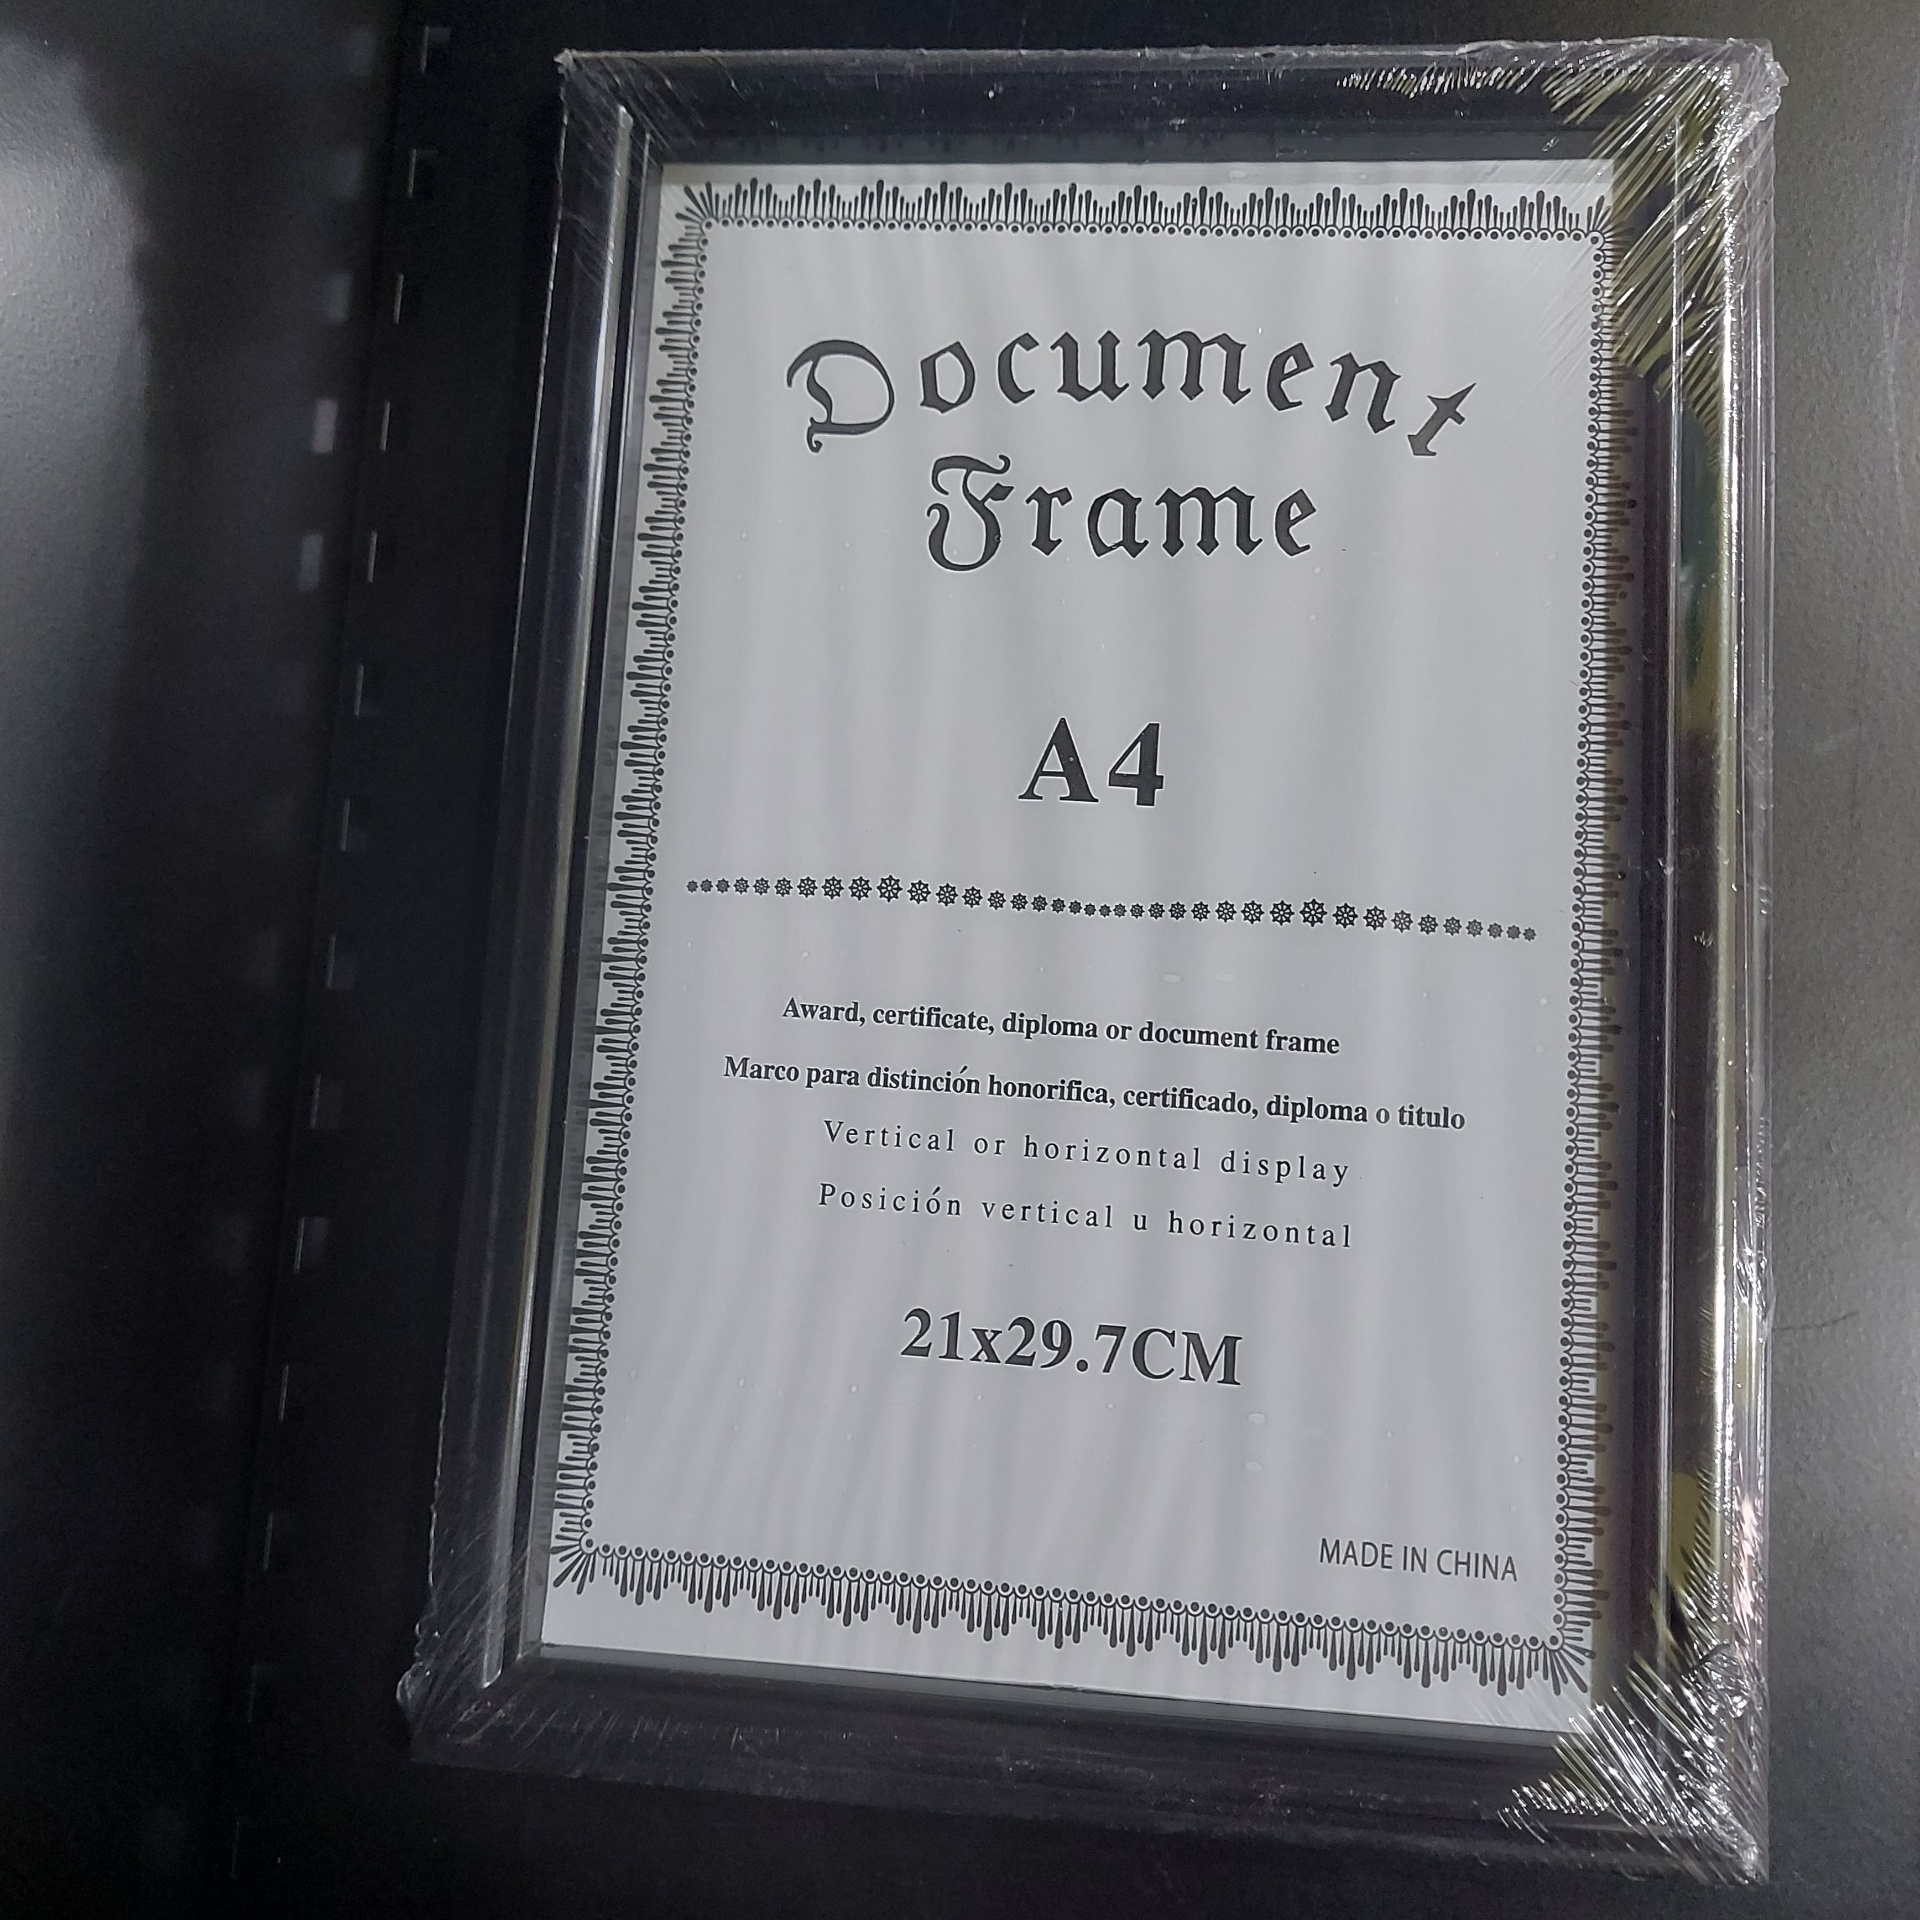 Document
Frame
A4
Award, certificate, diploma or document frame
Marco para distinción honorifica, certificado, diploma o titulo
Vertical or horizontal display
Posición vertical u horizontal
21x29.7CM
MADE IN CHINA